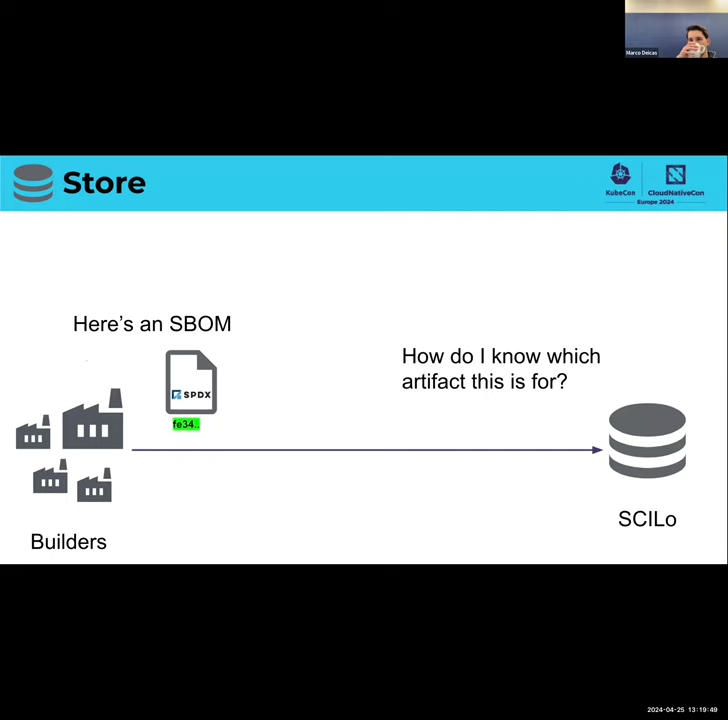 Marco Deicas
Store
KubeCon
CloudNativeCon
Europe 2024
Here's an SBOM
How do I know which
artifact this is for?
SPDX
fe34..
SCILo
Builders
2024-04-25 13:19:49